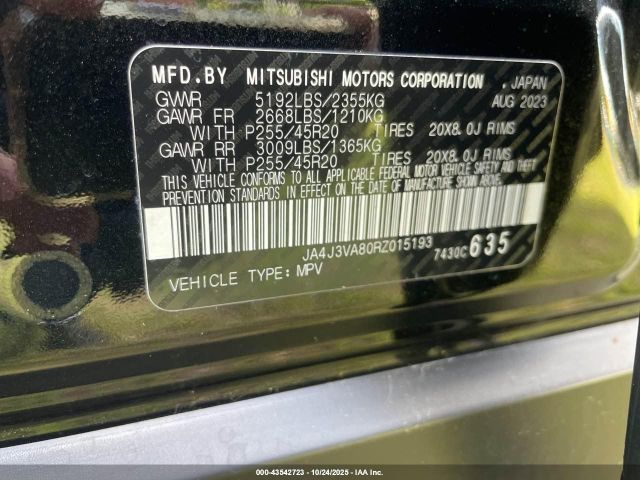 MFD.BY MITSUBISHI MOTORS CORPORATION . JAPAN
GVWR 5192LBS/2355KG AUG 2023
GAWR FR 2668LBS/1210KG
WITH P255/45R20 TIRES 20X8.0J RIMS
GAWR RR 3009LBS/1365KG
WITH P255/45R20 TIRES 20X8.0J RIMS
THIS VEHICLE CONFORMS TO ALL APPLICABLE FEDERAL MOTOR VEHICLE SAFETY AND THEFT
PREVENTION STANDARDS IN EFFECT ON THE DATE OF MANUFACTURE SHOWN ABOVE.
JA4J3VA80RZ015193 7430C635
VEHICLE TYPE: MPV
000-43542723 - 10/24/2025 - IAA Inc.